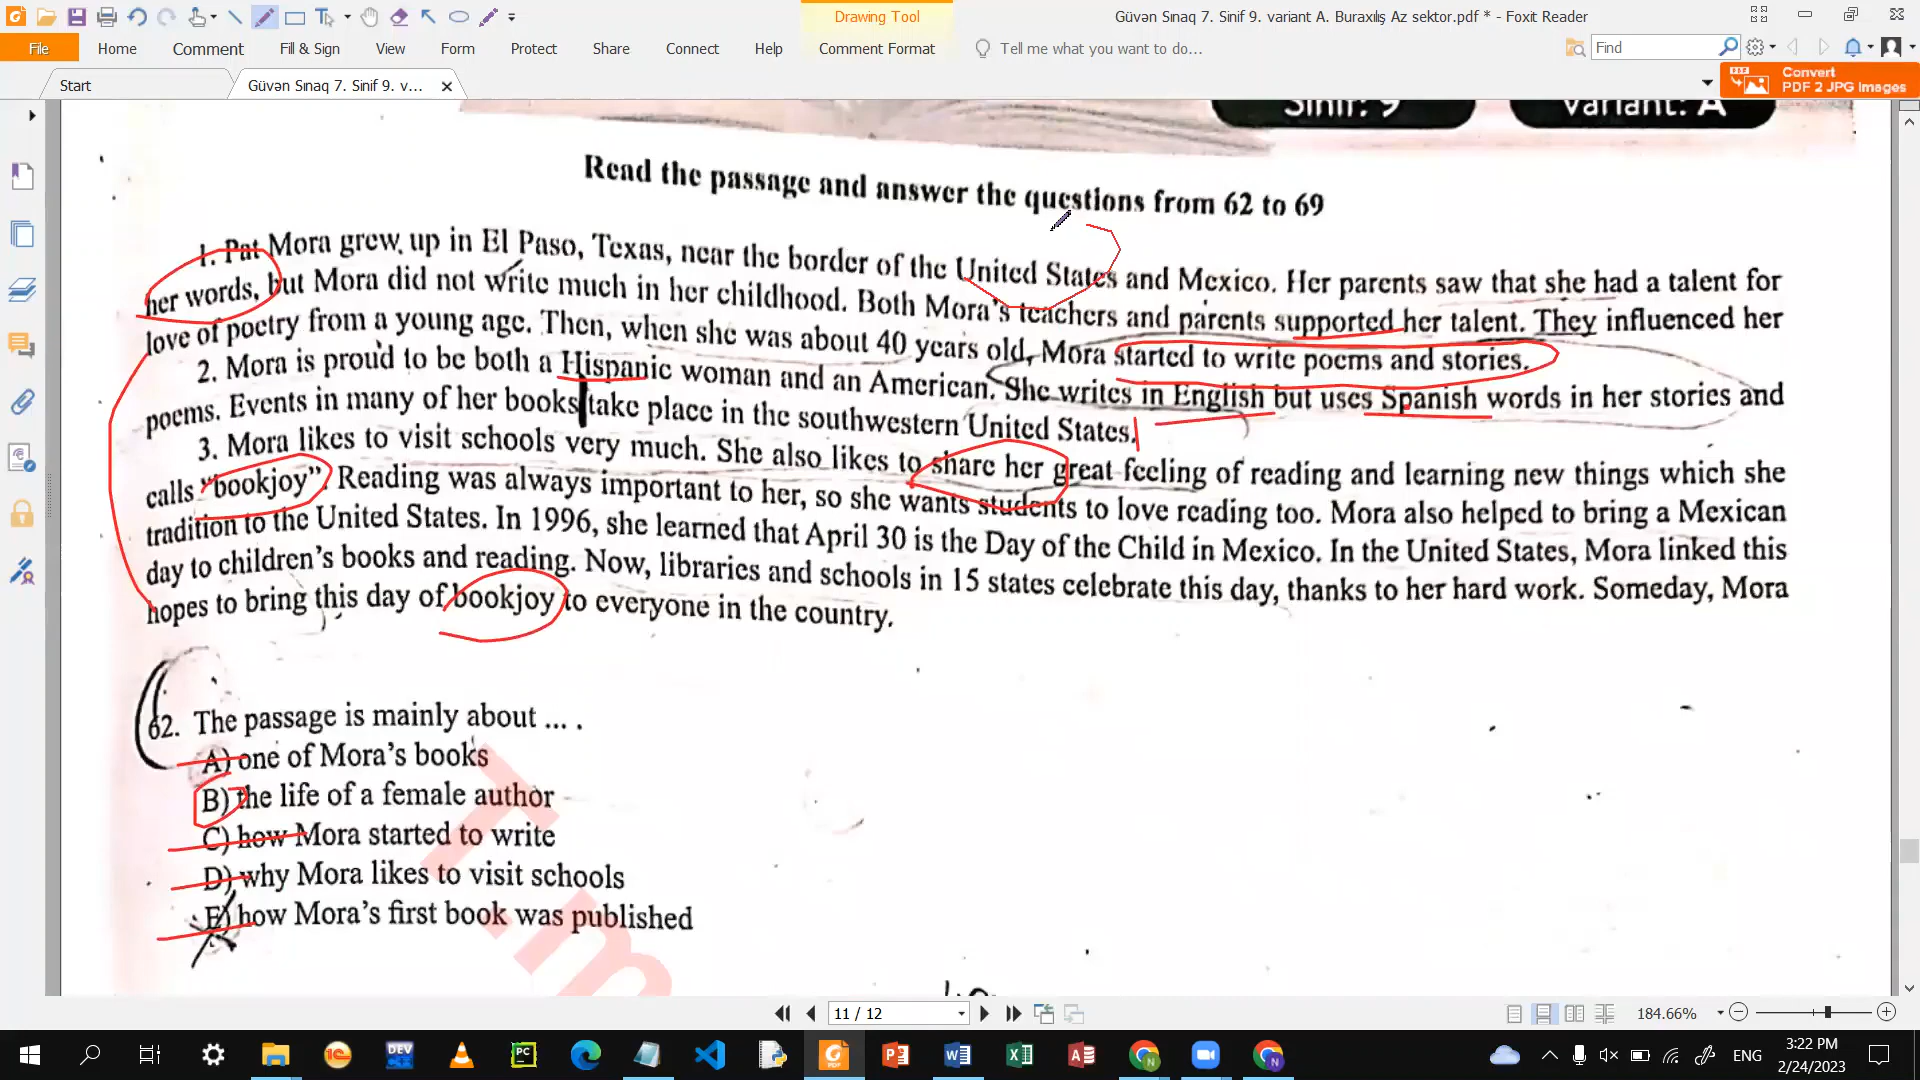 Drawing Tool
Güvən Sınaq 7. Sinif 9. variant A. Buraxılış Az sektor.pdf * - Foxit Reader
File Home Comment Fill & Sign View Form Protect Share Connect Help Comment Format Tell me what you want to do... Find
Start Güvən Sınaq 7. Sinif 9. v...
Convert
PDF 2 JPG Images
Sinif: 9 Variant: A
Read the passage and answer the questions from 62 to 69
1. Pat Mora grew up in El Paso, Texas, near the border of the United States and Mexico. Her parents saw that she had a talent for
her words, but Mora did not write much in her childhood. Both Mora's teachers and parents supported her talent. They influenced her
love of poetry from a young age. Then, when she was about 40 years old, Mora started to write poems and stories.
2. Mora is proud to be both a Hispanic woman and an American. She writes in English but uses Spanish words in her stories and
poems. Events in many of her books take place in the southwestern United States.
3. Mora likes to visit schools very much. She also likes to share her great feeling of reading and learning new things which she
calls "bookjoy". Reading was always important to her, so she wants students to love reading too. Mora also helped to bring a Mexican
tradition to the United States. In 1996, she learned that April 30 is the Day of the Child in Mexico. In the United States, Mora linked this
day to children's books and reading. Now, libraries and schools in 15 states celebrate this day, thanks to her hard work. Someday, Mora
hopes to bring this day of bookjoy to everyone in the country.
62. The passage is mainly about ... .
A) one of Mora's books
B) the life of a female author
C) how Mora started to write
D) why Mora likes to visit schools
E) how Mora's first book was published
T.m
11 / 12
184.66%
ENG
3:22 PM
2/24/2023